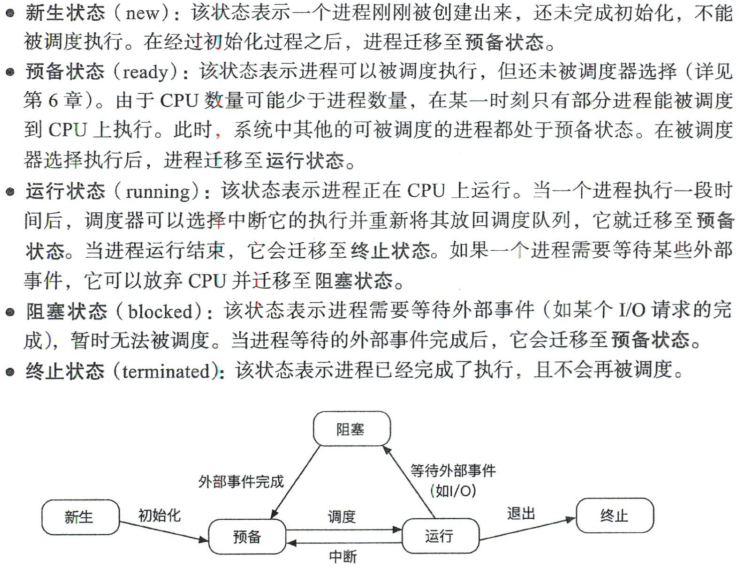 ● 新生状态（new）：该状态表示一个进程刚刚被创建出来，还未完成初始化，不能
被调度执行。在经过初始化过程之后，进程迁移至预备状态。
● 预备状态（ready）：该状态表示进程可以被调度执行，但还未被调度器选择（详见
第 6 章）。由于 CPU 数量可能少于进程数量，在某一时刻只有部分进程能被调度
到 CPU 上执行。此时，系统中其他的可被调度的进程都处于预备状态。在被调度
器选择执行后，进程迁移至运行状态。
● 运行状态（running）：该状态表示进程正在 CPU 上运行。当一个进程执行一段时
间后，调度器可以选择中断它的执行并重新将其放回调度队列，它就迁移至预备
状态。当进程运行结束，它会迁移至终止状态。如果一个进程需要等待某些外部
事件，它可以放弃 CPU 并迁移至阻塞状态。
● 阻塞状态（blocked）：该状态表示进程需要等待外部事件（如某个 I/O 请求的完
成），暂时无法被调度。当进程等待的外部事件完成后，它会迁移至预备状态。
● 终止状态（terminated）：该状态表示进程已经完成了执行，且不会再被调度。
阻塞
外部事件完成
等待外部事件
(如I/O)
新生
初始化
预备
调度
中断
运行
退出
终止